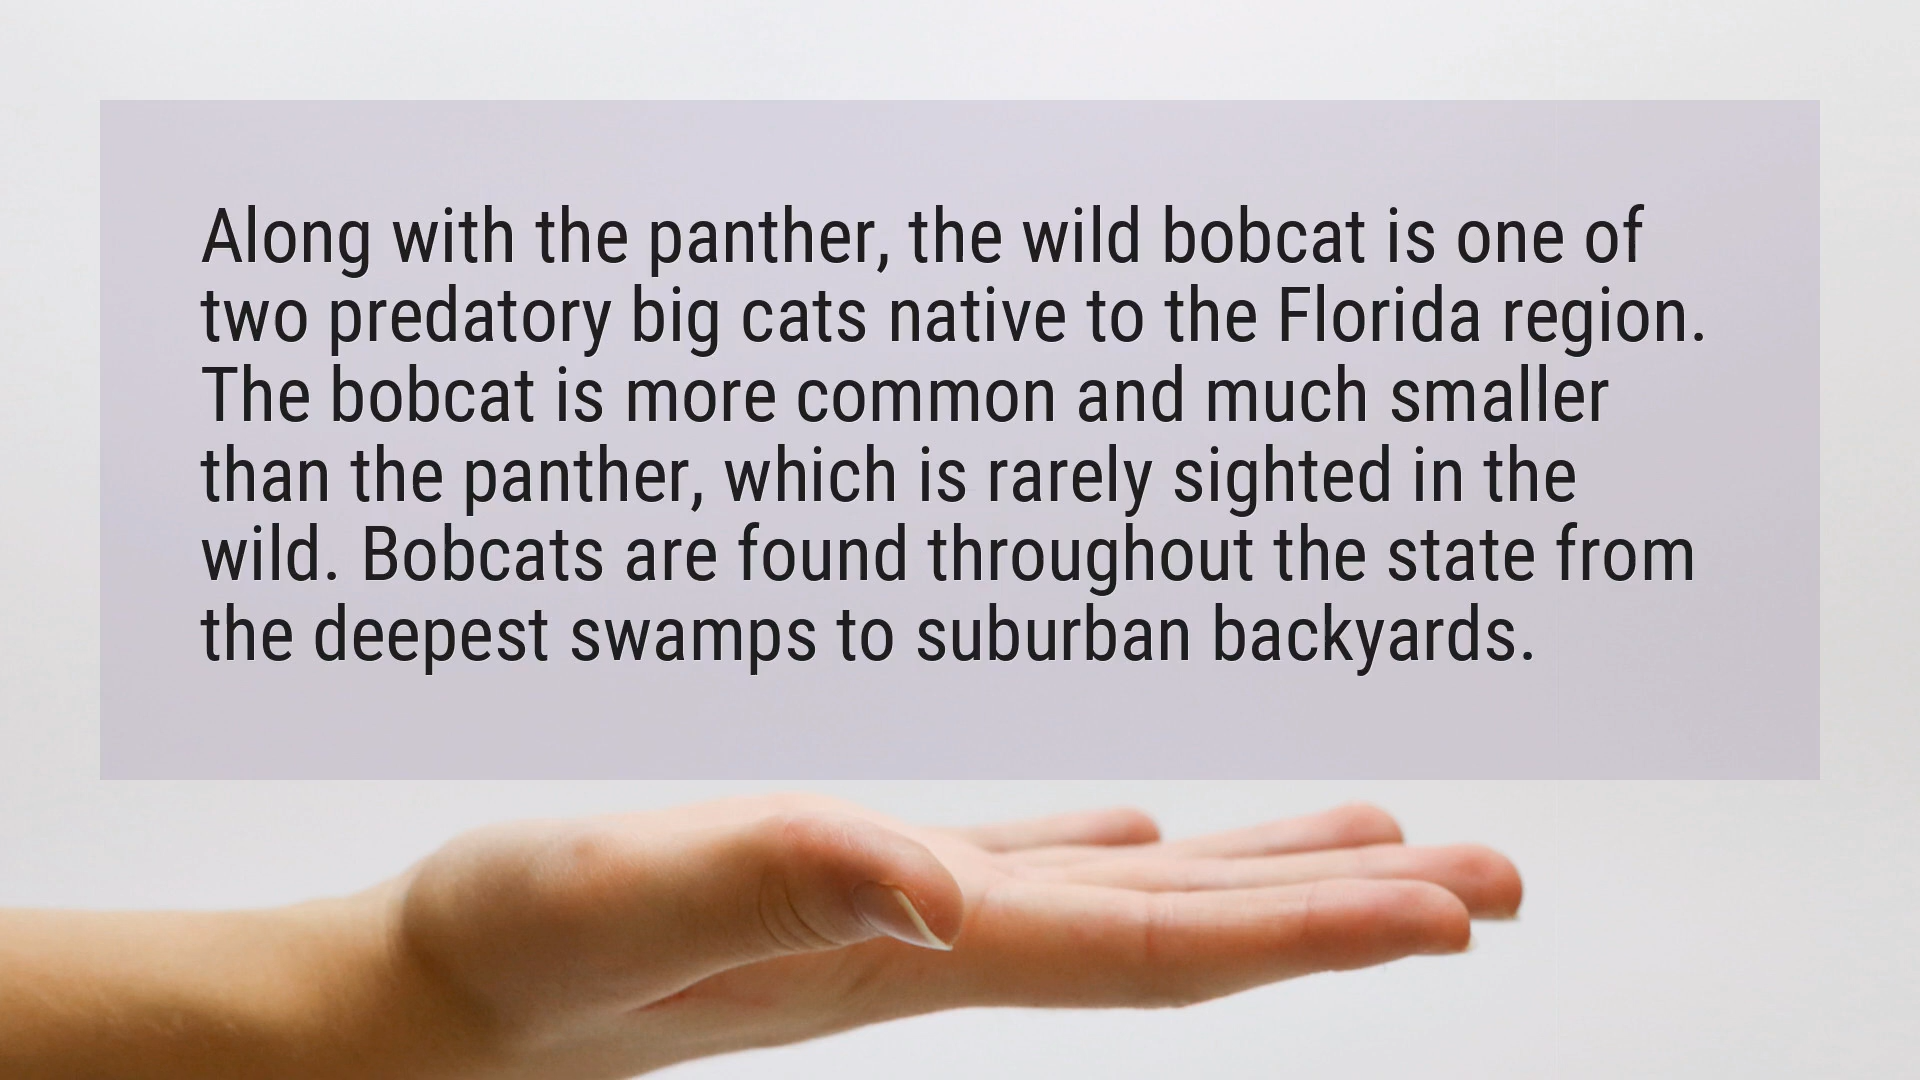 Along with the panther, the wild bobcat is one of
two predatory big cats native to the Florida region.
The bobcat is more common and much smaller
than the panther, which is rarely sighted in the
wild. Bobcats are found throughout the state from
the deepest swamps to suburban backyards.